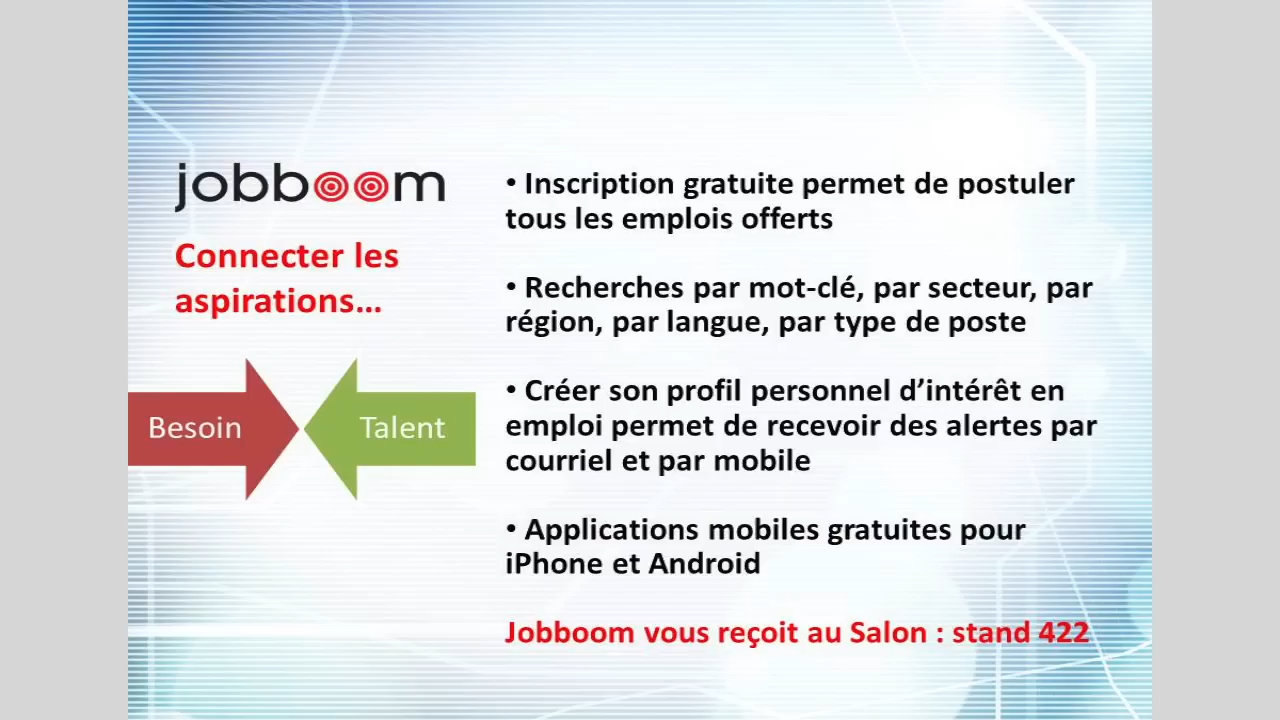 jobboom
Connecter les
aspirations...
Besoin
Talent
• Inscription gratuite permet de postuler
tous les emplois offerts
• Recherches par mot-clé, par secteur, par
région, par langue, par type de poste
• Créer son profil personnel d’intérêt en
emploi permet de recevoir des alertes par
courriel et par mobile
• Applications mobiles gratuites pour
iPhone et Android
Jobboom vous reçoit au Salon : stand 422